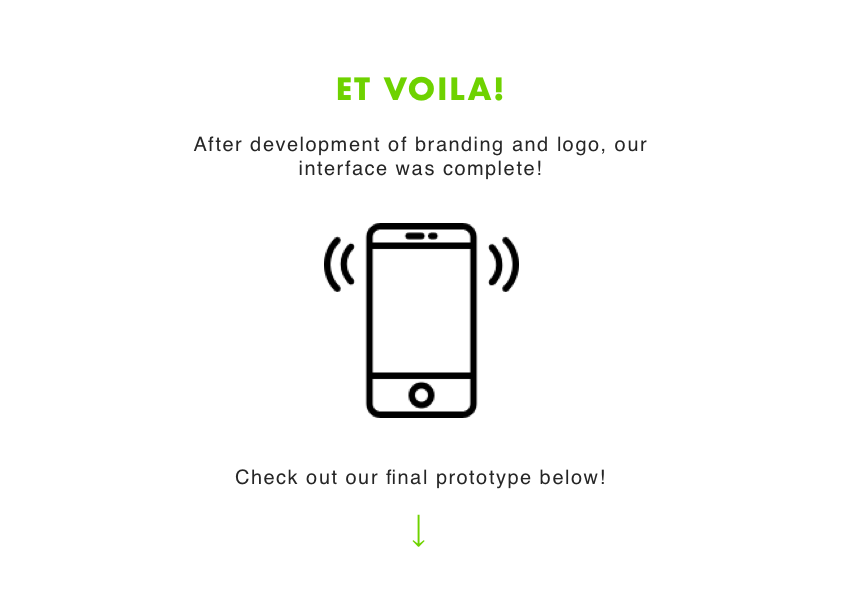 ET VOILA!
After development of branding and logo, our
interface was complete!
Check out our final prototype below!